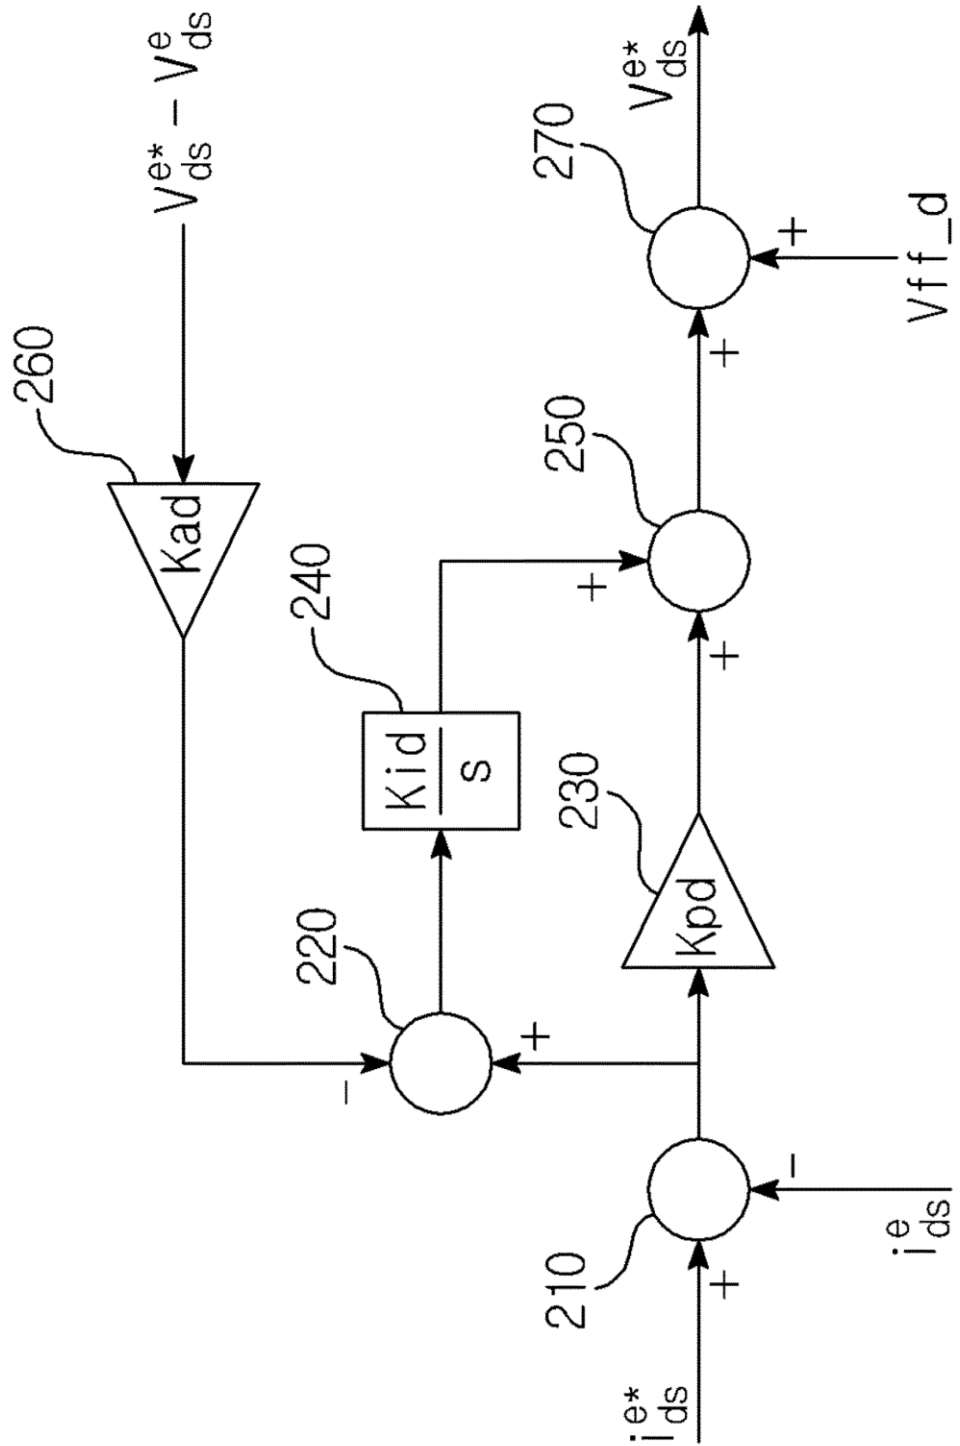 V^{e*}_{ds} − V^{e}_{ds}
260
Kad
240
Kid
s
220
−
+
+
250
270
V^{e*}_{ds}
230
Kpd
+
+
+
Vff_d
210
i^{e*}_{ds}
+
−
i^{e}_{ds}